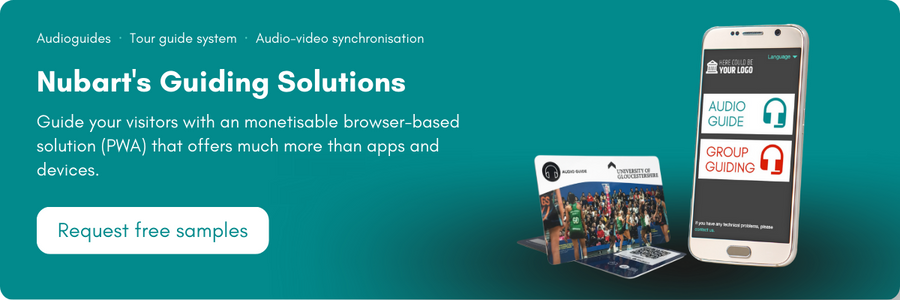 Audioguides · Tour guide system · Audio-video synchronisation
Nubart's Guiding Solutions
Guide your visitors with an monetisable browser-based
solution (PWA) that offers much more than apps and
devices.
Request free samples
AUDIO GUIDE
UNIVERSITY OF
GLOUCESTERSHIRE
HERE COULD BE
YOUR LOGO
Language
AUDIO
GUIDE
GROUP
GUIDING
If you have any technical problems, please
contact us.